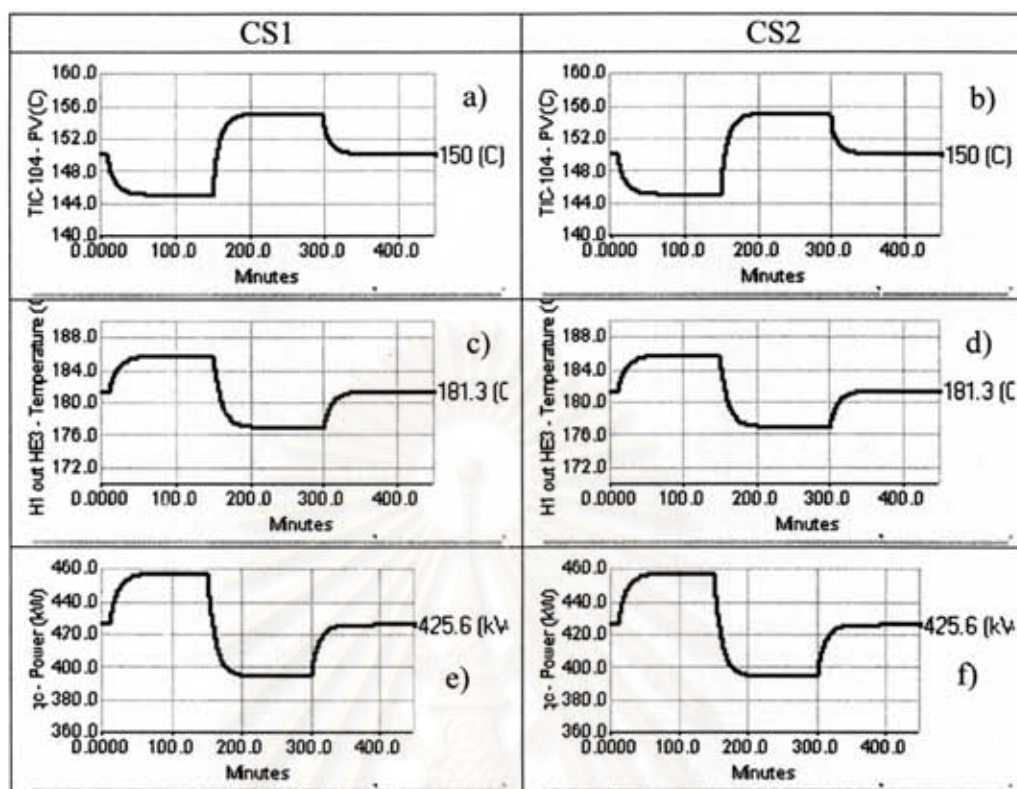 CS1
CS2
TIC-104 - PV(C)
160.0
156.0
152.0
148.0
144.0
140.0
a)
150 (C)
0.0000 100.0 200.0 300.0 400.0
Minutes
TIC-104 - PV(C)
160.0
156.0
152.0
148.0
144.0
140.0
b)
150 (C)
0.0000 100.0 200.0 300.0 400.0
Minutes
H1 out HE3 - Temperature (C
188.0
184.0
180.0
176.0
172.0
c)
181.3 (C
0.0000 100.0 200.0 300.0 400.0
Minutes
H1 out HE3 - Temperature (C
188.0
184.0
180.0
176.0
172.0
d)
181.3 (C
0.0000 100.0 200.0 300.0 400.0
Minutes
qc - Power (kW)
460.0
440.0
420.0
400.0
380.0
360.0
e)
425.6 (kW
0.0000 100.0 200.0 300.0 400.0
Minutes
qc - Power (kW)
460.0
440.0
420.0
400.0
380.0
360.0
f)
425.6 (kW
0.0000 100.0 200.0 300.0 400.0
Minutes